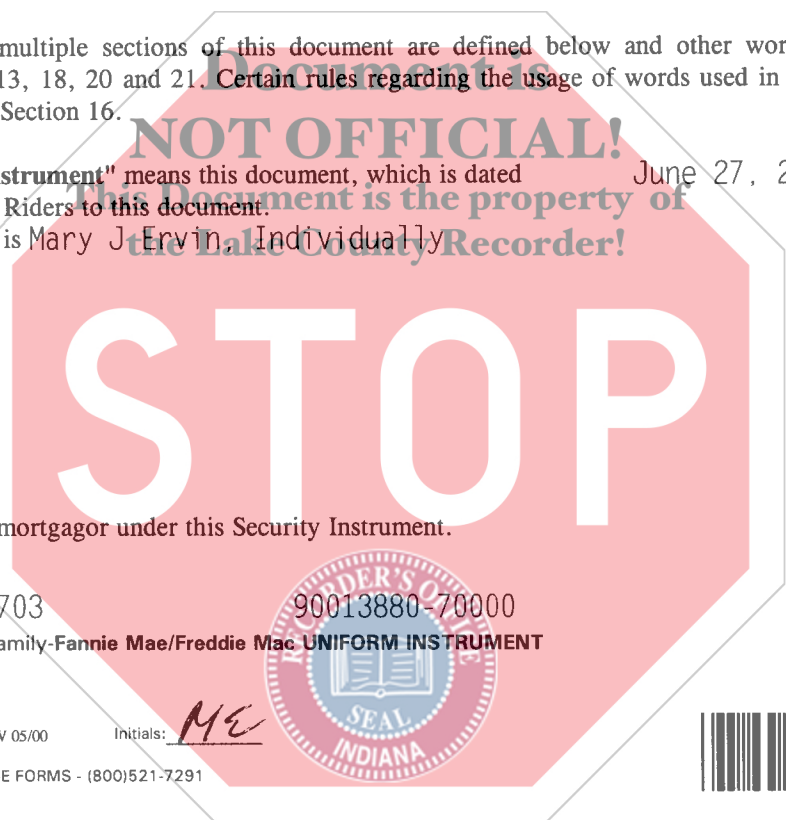 multiple sections of this document are defined below and other wor
13, 18, 20 and 21. Certain rules regarding the usage of words used in
Section 16.
Document is
NOT OFFICIAL!
This Document is the property of
the Lake County Recorder!
strument" means this document, which is dated June 27, 2
Riders to this document.
is Mary J Ervin, Individually
STOP
mortgagor under this Security Instrument.
703 90013880-70000
amily-Fannie Mae/Freddie Mac UNIFORM INSTRUMENT
RECORDER'S OFFICE
SEAL
INDIANA
V 05/00 Initials: ME
E FORMS - (800)521-7291